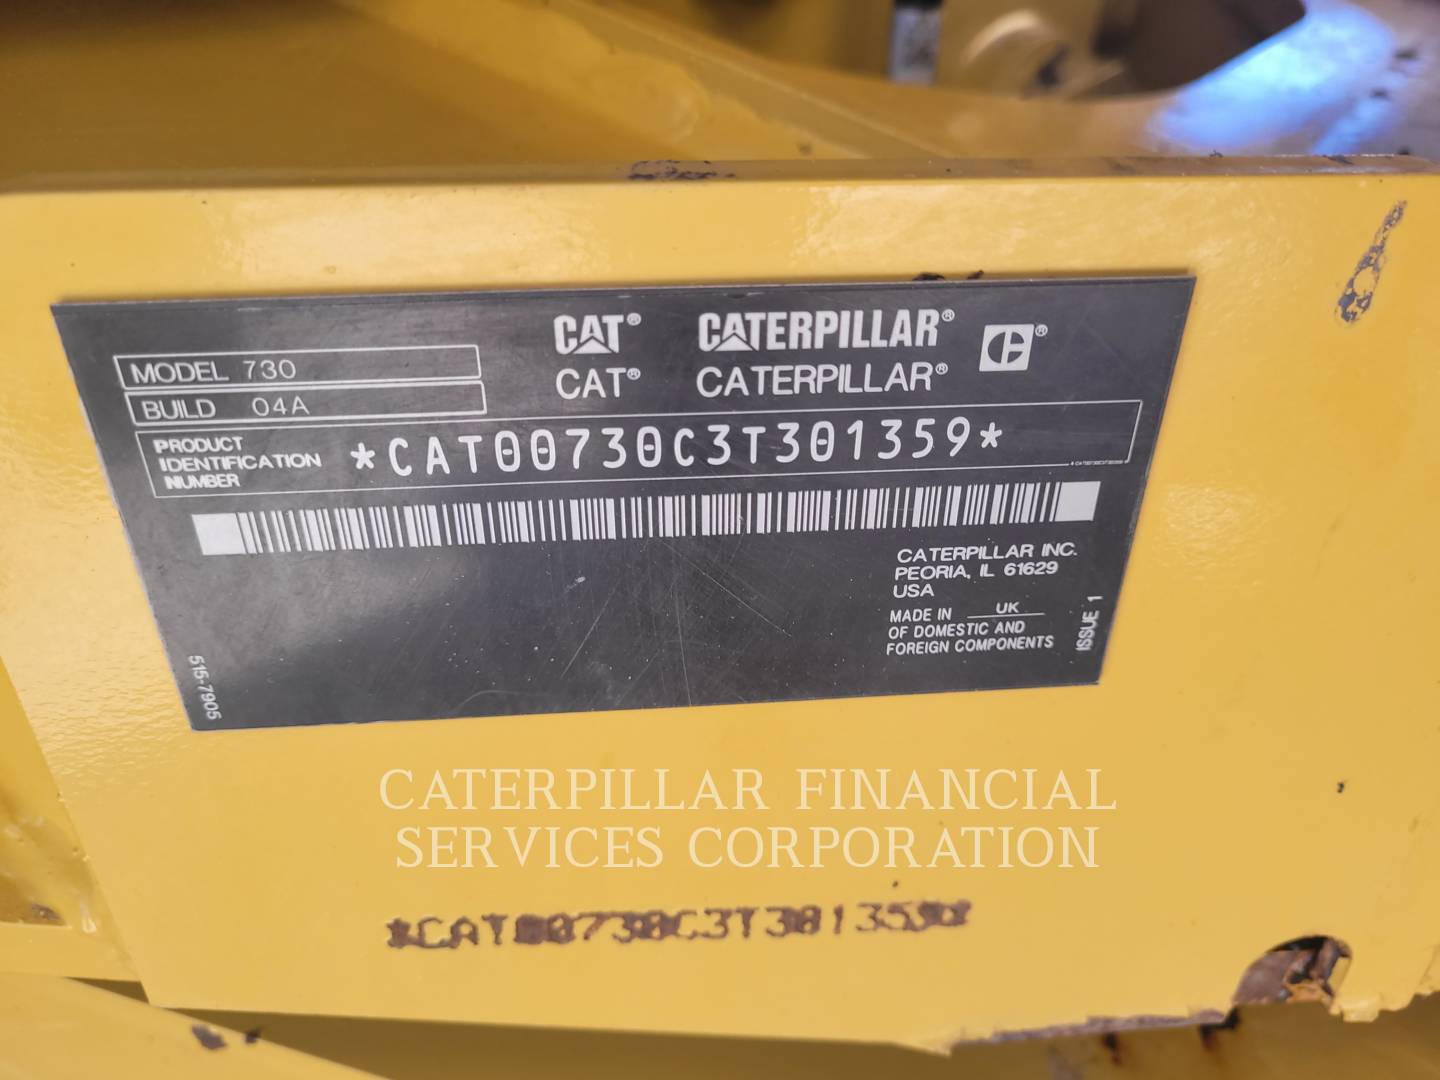 MODEL 730
BUILD 04A
CAT® CATERPILLAR® C®
CAT® CATERPILLAR®
PRODUCT IDENTIFICATION NUMBER
*CAT00730C3T301359*
CATERPILLAR INC.
PEORIA, IL 61629
USA
MADE IN UK
OF DOMESTIC AND
FOREIGN COMPONENTS
ISSUE 1
515-7905
CATERPILLAR FINANCIAL
SERVICES CORPORATION
*CAT00730C3T301359*